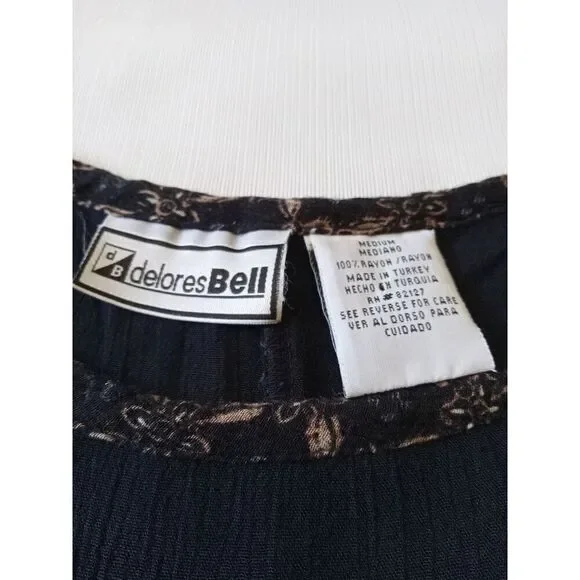 d
B
deloresBell
MEDIUM
MEDIANO
100% RAYON/RAYON
MADE IN TURKEY
HECHO EN TURQUIA
RN# 82127
SEE REVERSE FOR CARE
VER AL DORSO PARA
CUIDADO